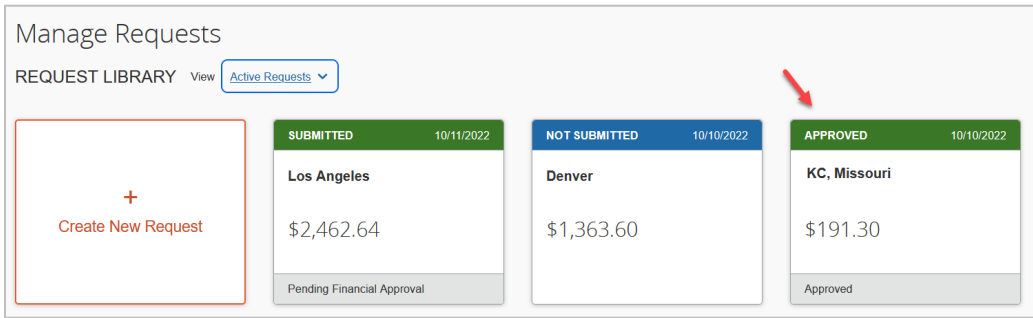 Manage Requests
REQUEST LIBRARY View Active Requests
+
Create New Request
SUBMITTED 10/11/2022
Los Angeles
$2,462.64
Pending Financial Approval
NOT SUBMITTED 10/10/2022
Denver
$1,363.60
APPROVED 10/10/2022
KC, Missouri
$191.30
Approved